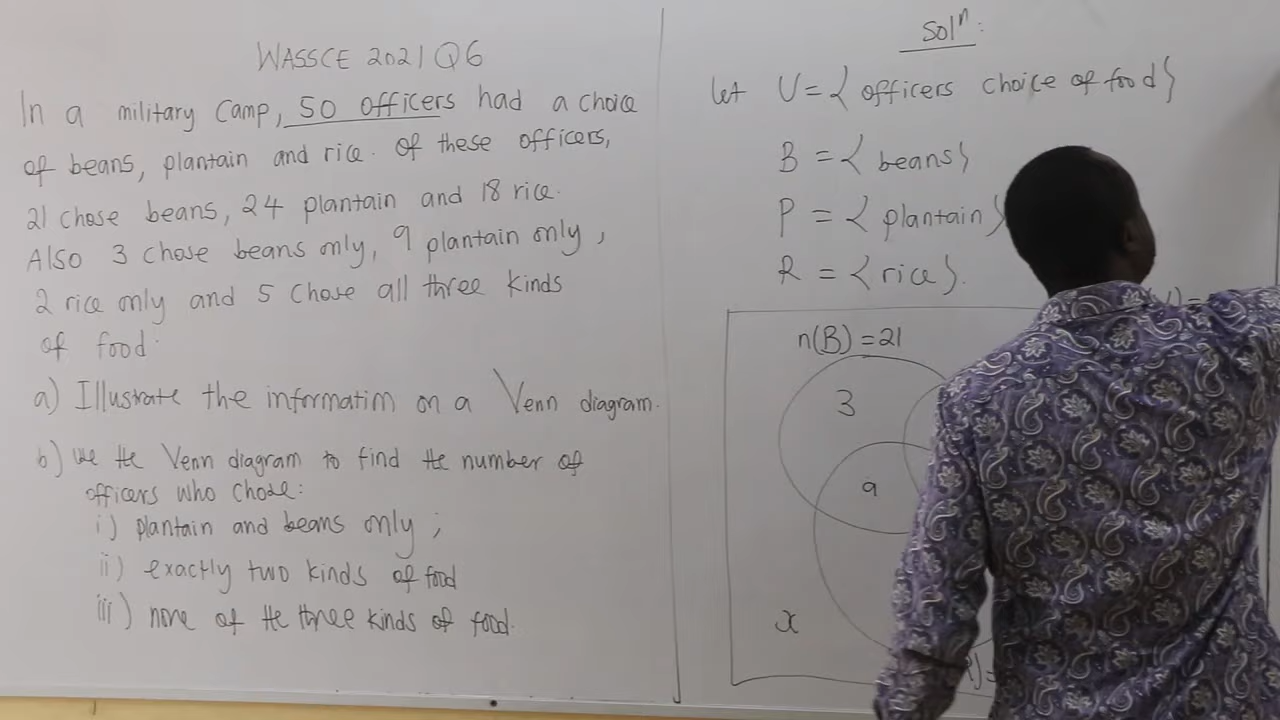 WASSCE 2021 Q6
In a military camp, 50 officers had a choice
of beans, plantain and rice. Of these officers,
21 chose beans, 24 plantain and 18 rice.
Also 3 chose beans only, 9 plantain only,
2 rice only and 5 chose all three kinds
of food.
a) Illustrate the information on a Venn diagram.
b) Use the Venn diagram to find the number of
officers who chose:
i) plantain and beans only;
ii) exactly two kinds of food
iii) none of the three kinds of food.
Solⁿ:
Let U = { officers choice of food }
B = { beans }
P = { plantain }
R = { rice }.
n(B) = 21
3
a
x